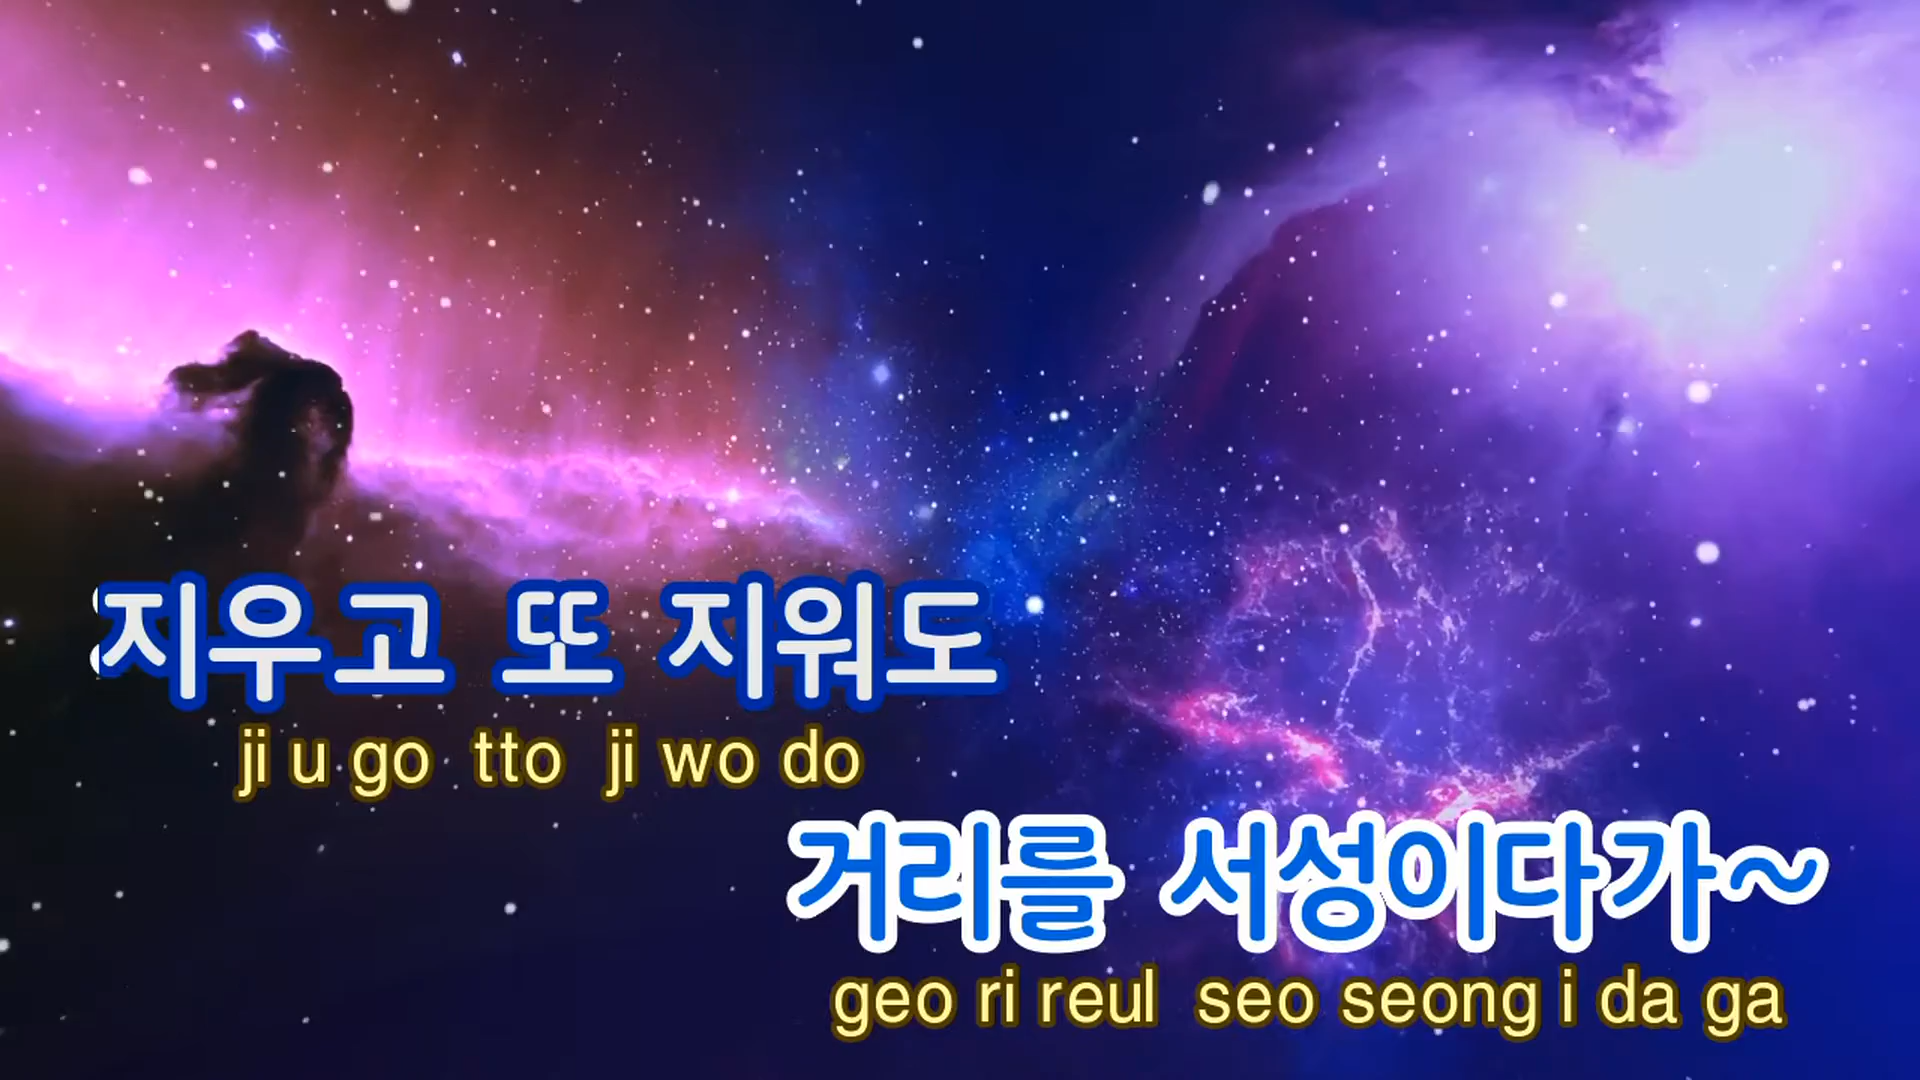 지우고 또 지워도
ji u go tto ji wo do
거리를 서성이다가~
geo ri reul seo seong i da ga